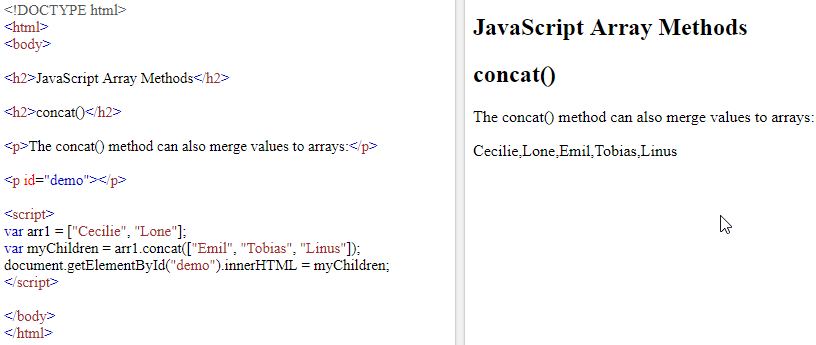 <!DOCTYPE html>
<html>
<body>
<h2>JavaScript Array Methods</h2>
<h2>concat()</h2>
<p>The concat() method can also merge values to arrays:</p>
<p id="demo"></p>
<script>
var arr1 = ["Cecilie", "Lone"];
var myChildren = arr1.concat(["Emil", "Tobias", "Linus"]);
document.getElementById("demo").innerHTML = myChildren;
</script>
</body>
</html>
JavaScript Array Methods
concat()
The concat() method can also merge values to arrays:
Cecilie,Lone,Emil,Tobias,Linus